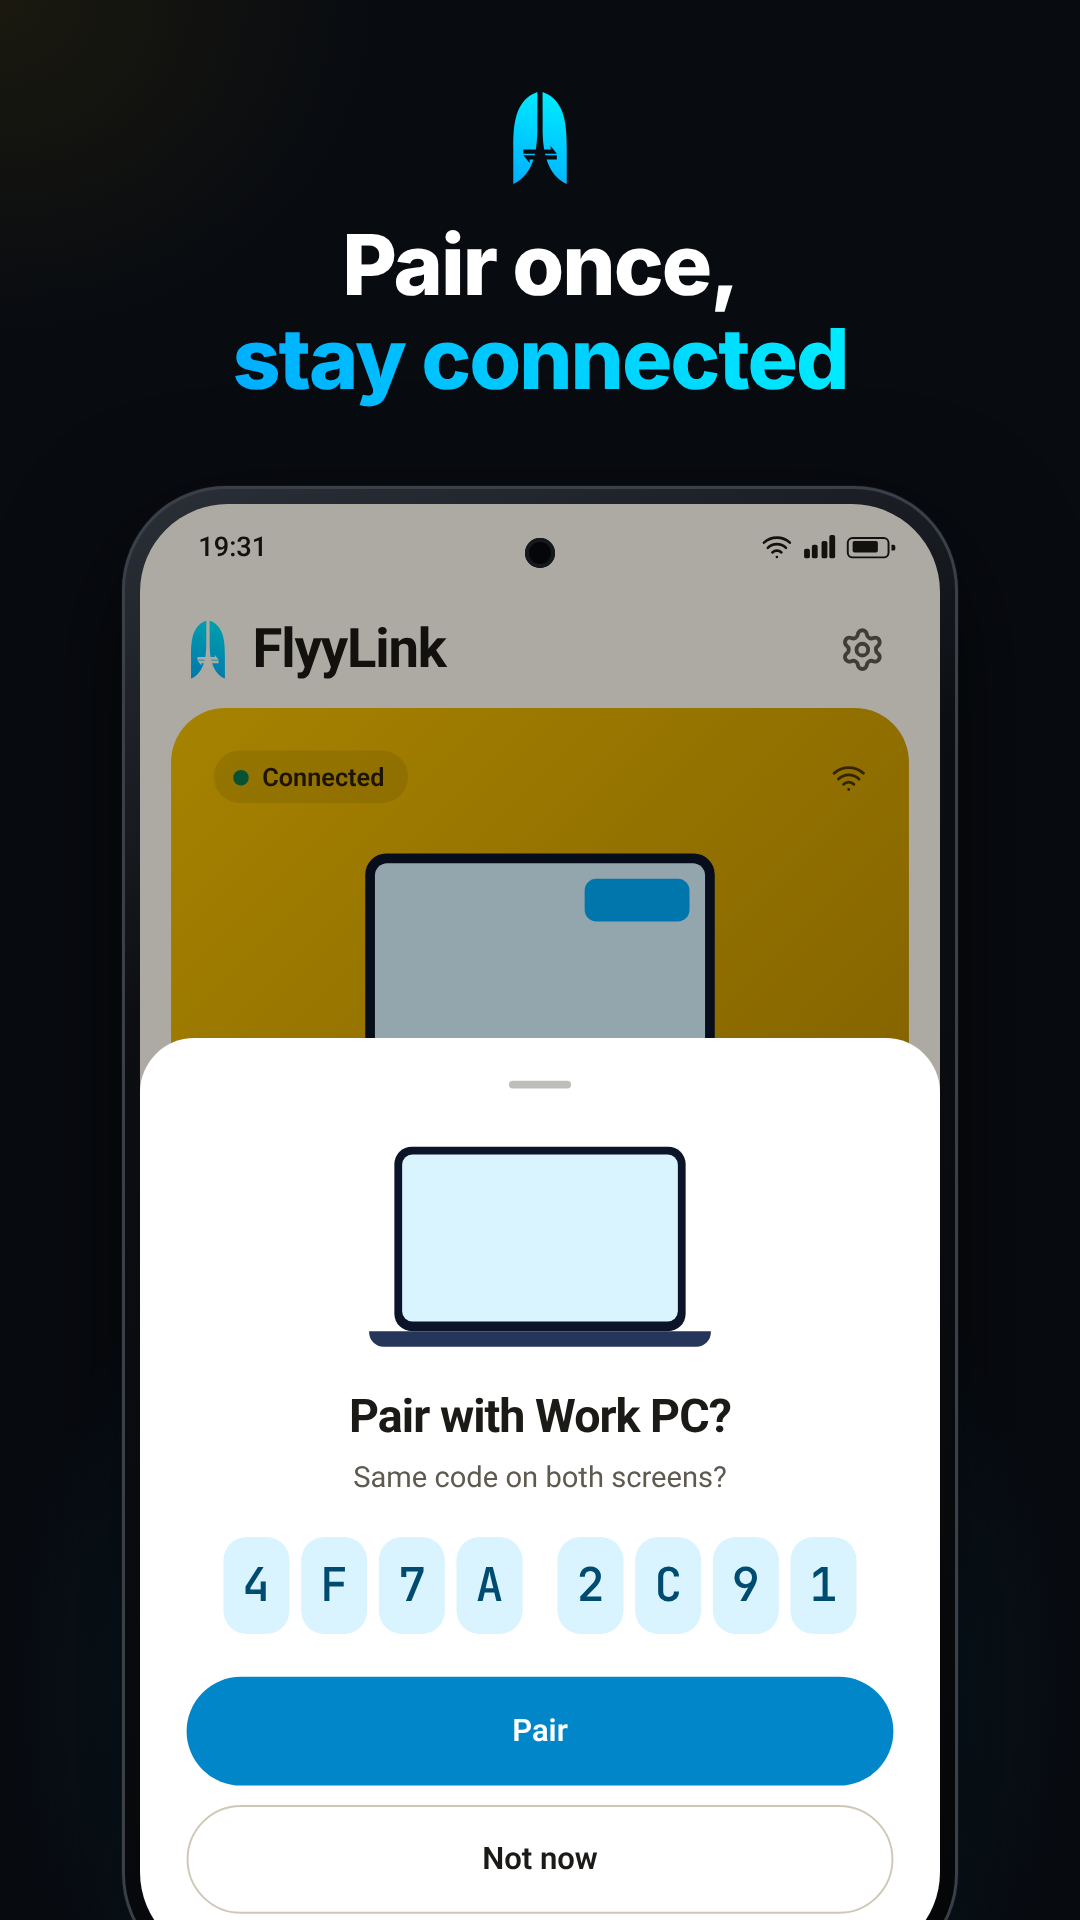 Pair once,
stay connected
19:31
FlyyLink
Connected
Pair with Work PC?
Same code on both screens?
4 F 7 A 2 C 9 1
Pair
Not now